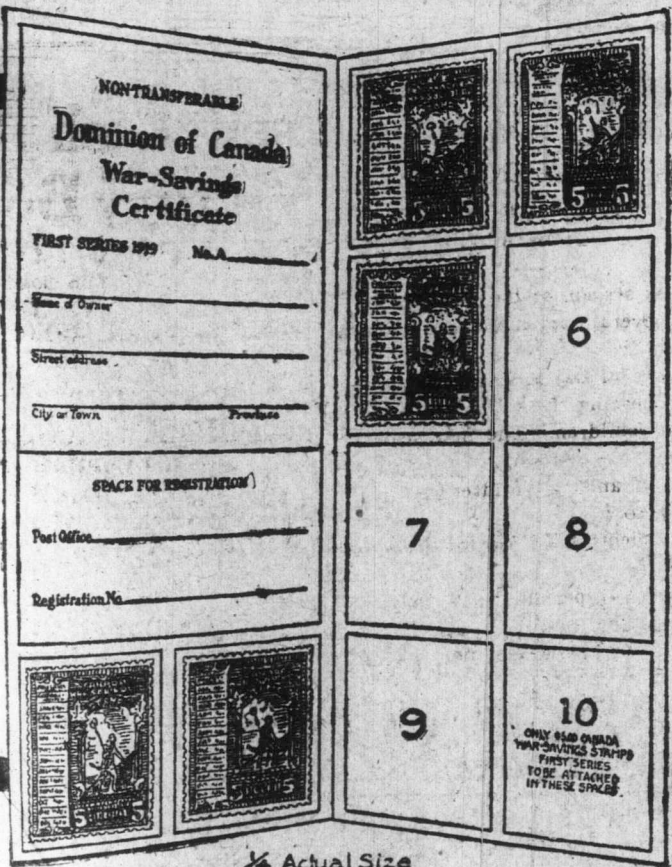 NON-TRANSFERABLE
Dominion of Canada
War-Savings
Certificate
FIRST SERIES 1919 No. A
Name of Owner
Street address
City or Town Province
SPACE FOR REGISTRATION
Post Office
Registration No.
5 5
5 5
5 5
6
7
8
5 5
5 5
9
10
ONLY $5.00 CANADA
WAR-SAVINGS STAMPS
FIRST SERIES
TO BE ATTACHED
IN THESE SPACES.
Actual Size